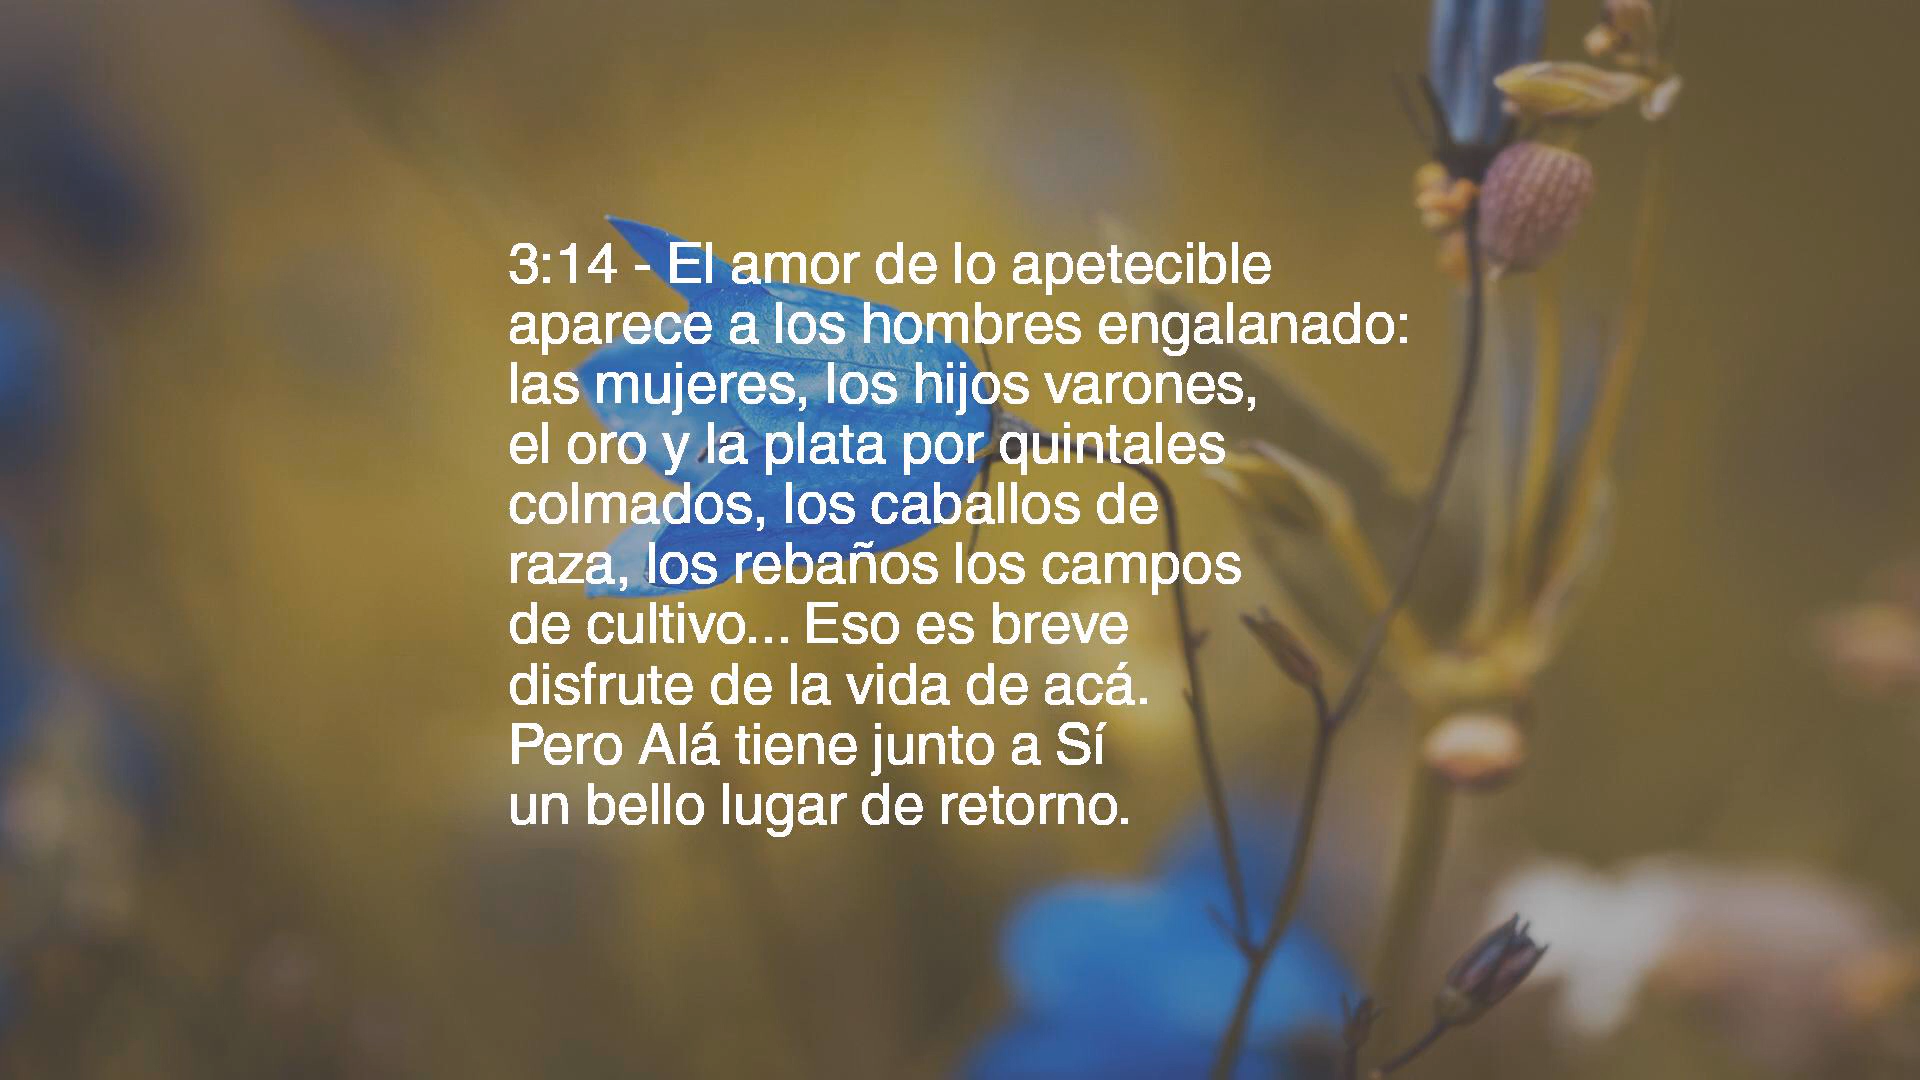 3:14 - El amor de lo apetecible
aparece a los hombres engalanado:
las mujeres, los hijos varones,
el oro y la plata por quintales
colmados, los caballos de
raza, los rebaños los campos
de cultivo... Eso es breve
disfrute de la vida de acá.
Pero Alá tiene junto a Sí
un bello lugar de retorno.